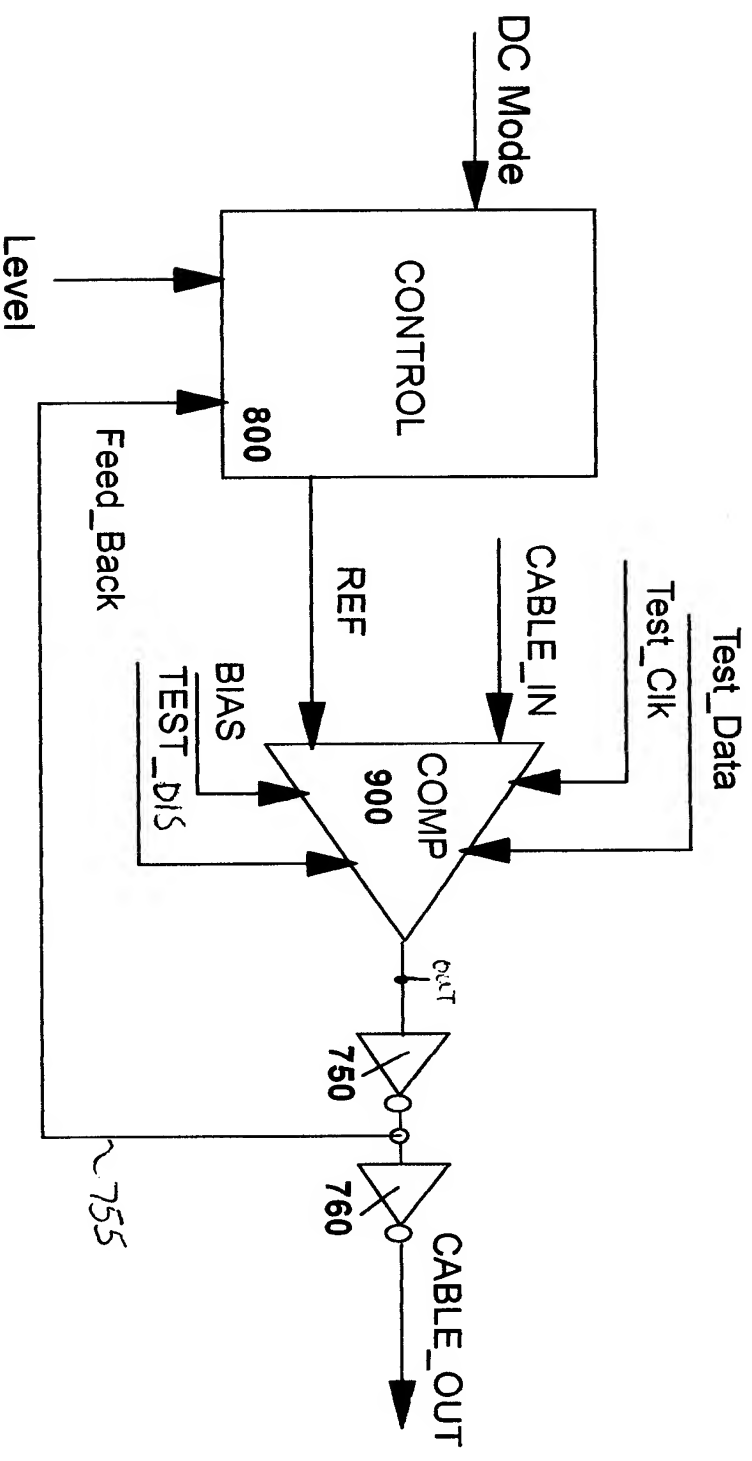 DC Mode
CONTROL
800
Level
Feed_Back
REF
CABLE_IN
Test_Clk
Test_Data
COMP
900
BIAS
TEST_DIS
OUT
750
755
760
CABLE_OUT